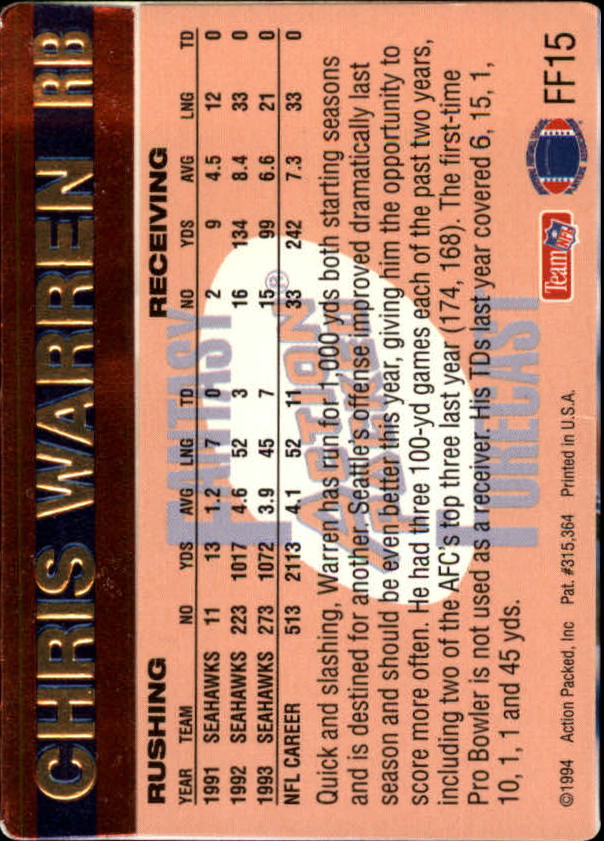 CHRIS WARREN RB
RUSHING RECEIVING
YEAR TEAM NO YDS AVG LNG TD NO YDS AVG LNG TD
1991 SEAHAWKS 11 13 1.2 7 0 2 9 4.5 12 0
1992 SEAHAWKS 223 1017 4.6 52 3 16 134 8.4 33 0
1993 SEAHAWKS 273 1072 3.9 45 7 15 99 6.6 21 0
NFL CAREER 513 2113 4.1 52 11 33 242 7.3 33 0
Quick and slashing, Warren has run for 1,000 yds both starting seasons
and is destined for another. Seattle's offense improved dramatically last
season and should be even better this year, giving him the opportunity to
score more often. He had three 100-yd games each of the past two years,
including two of the AFC's top three last year (174, 168). The first-time
Pro Bowler is not used as a receiver. His TDs last year covered 6, 15, 1,
10, 1, 1 and 45 yds.
FANTASY
ACTION PACKED ®
FORECAST
©1994 Action Packed, Inc Pat. #315,364 Printed in U.S.A.
Team NFL
FF15